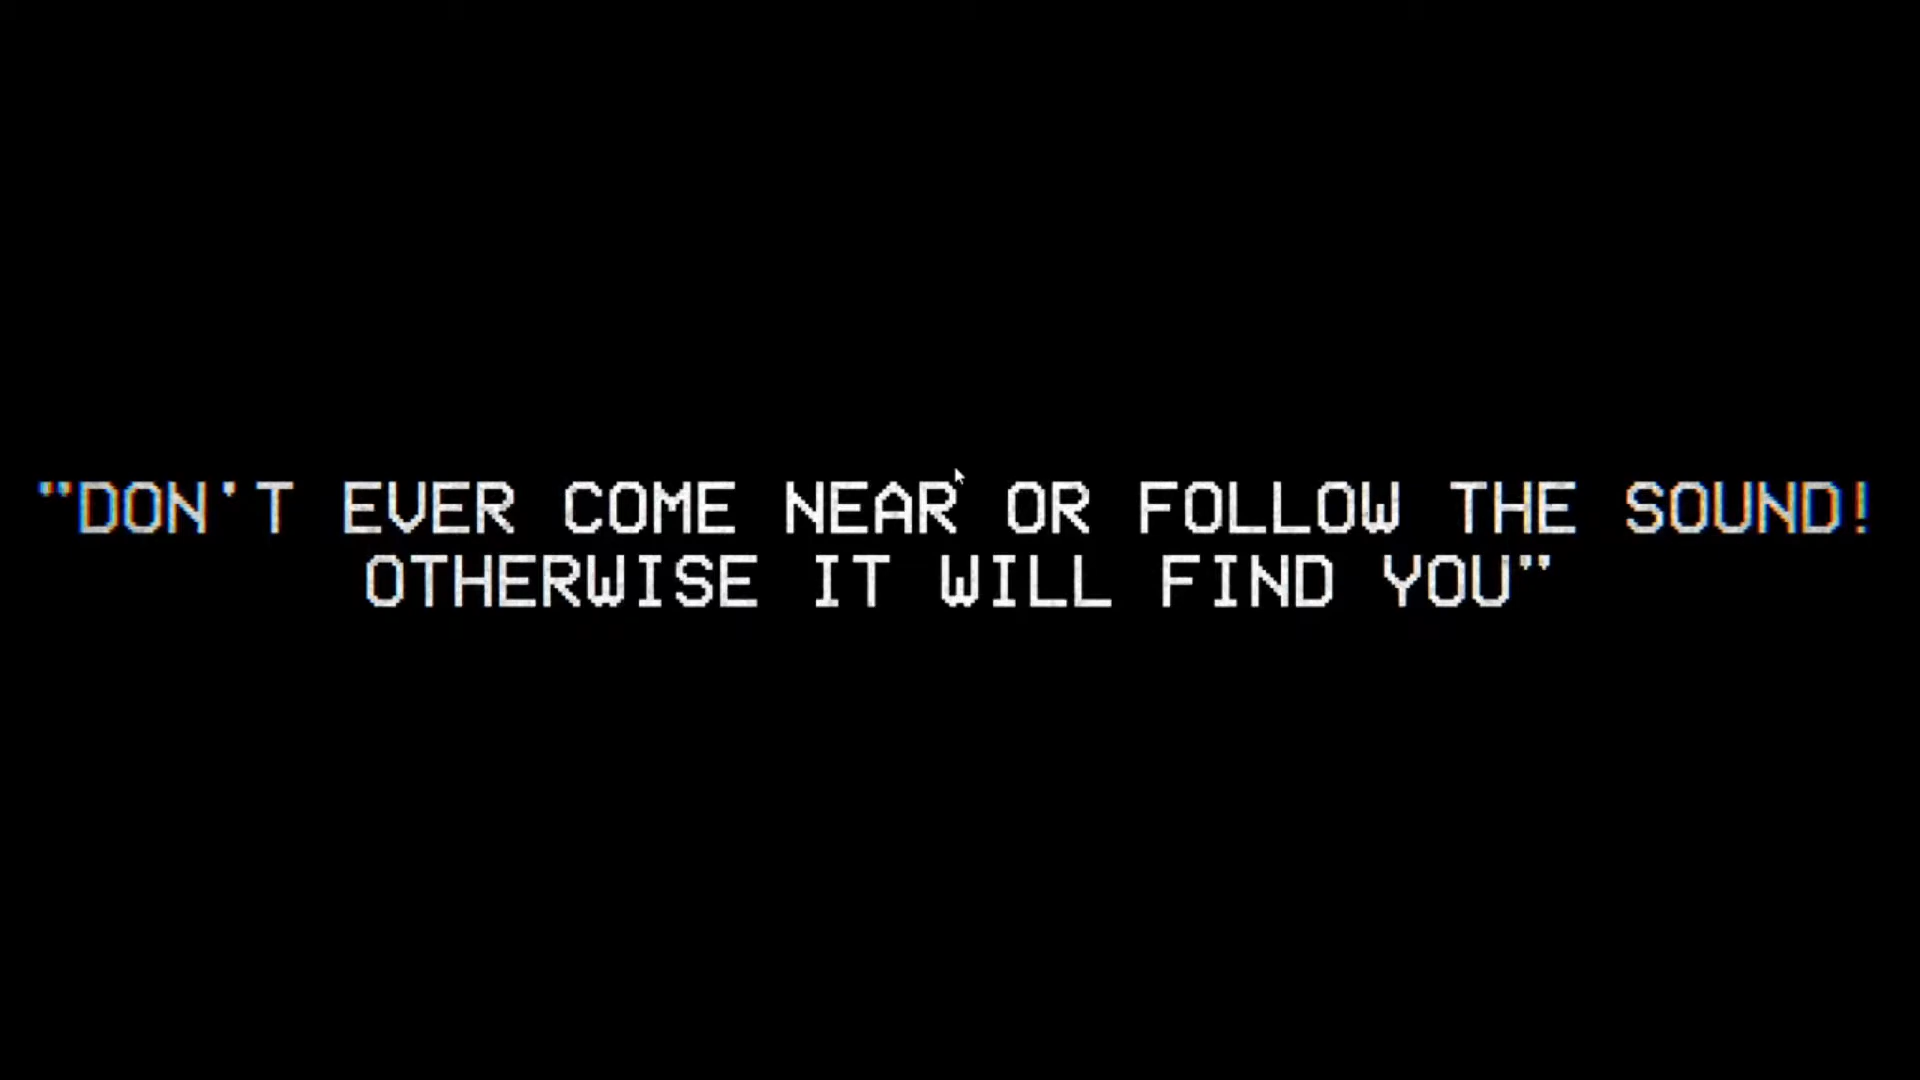 "DON'T EVER COME NEAR OR FOLLOW THE SOUND!
OTHERWISE IT WILL FIND YOU"